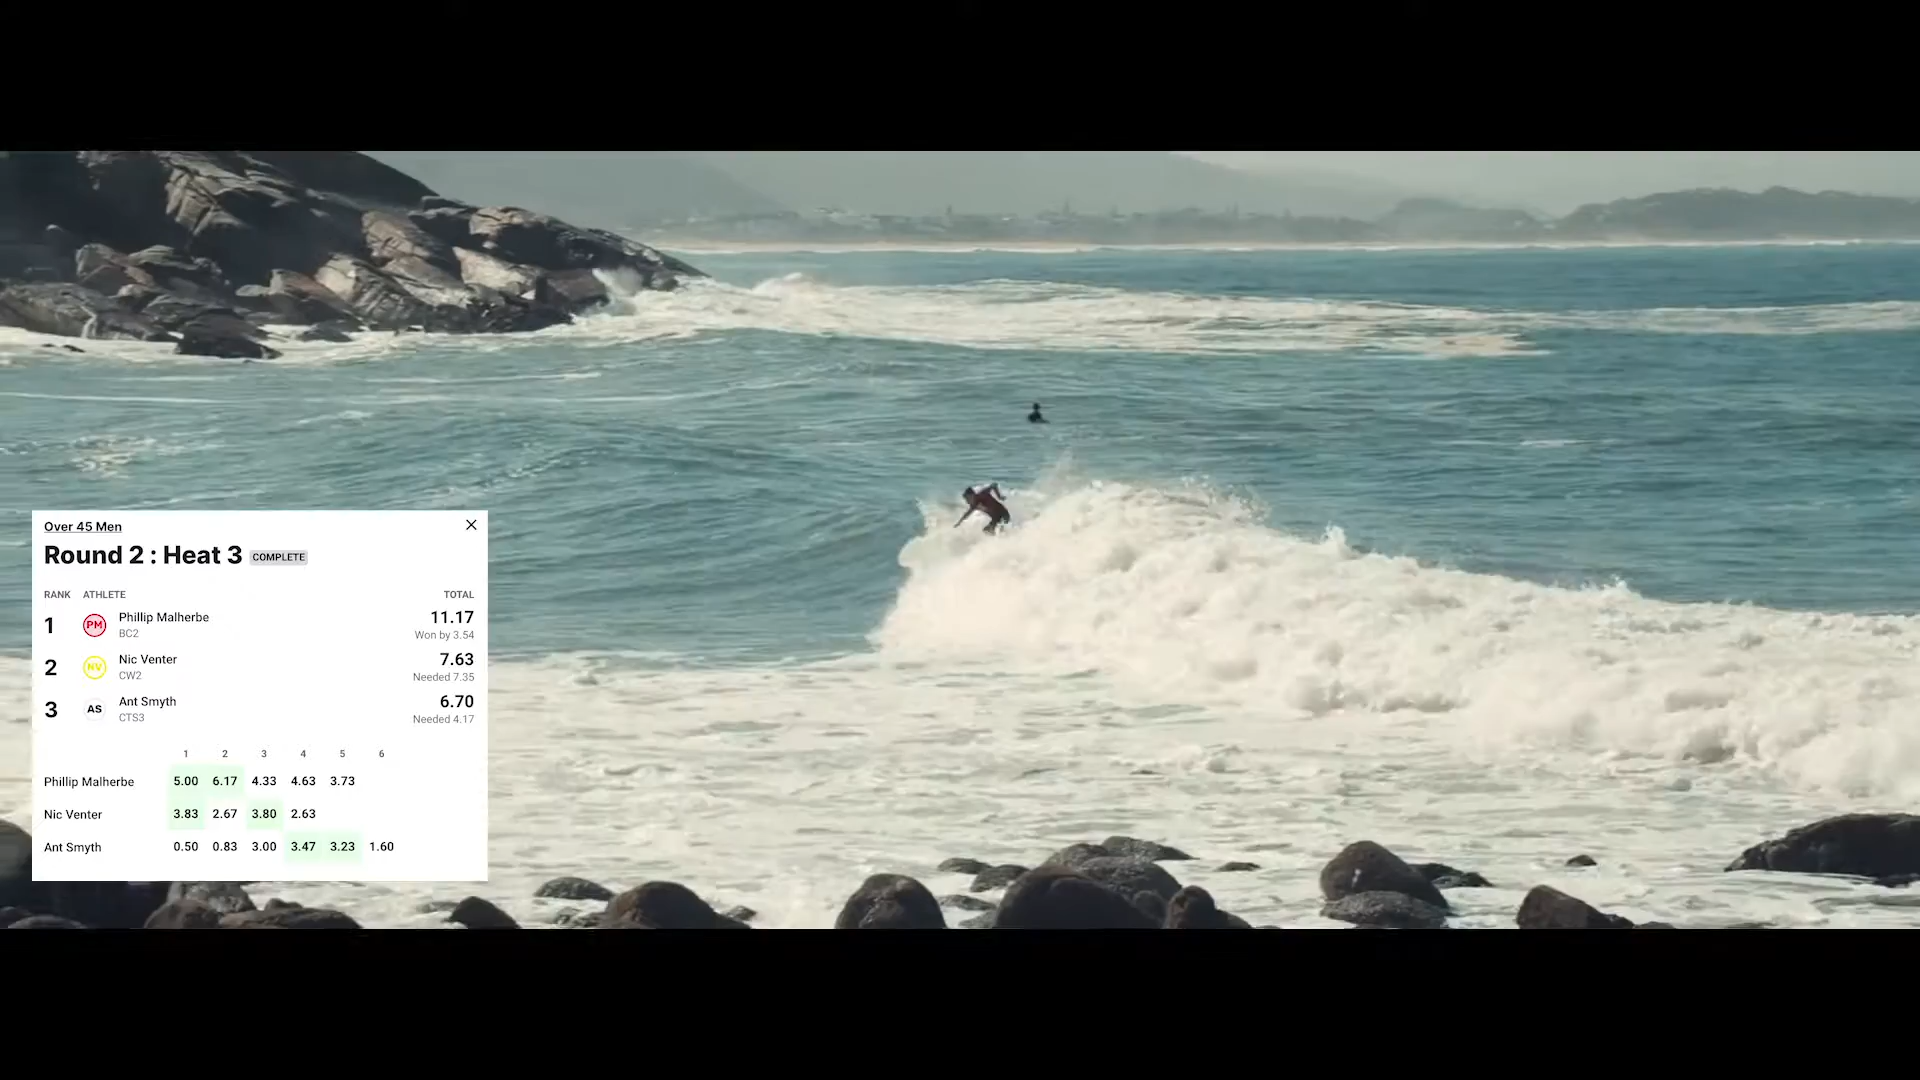 Over 45 Men
Round 2 : Heat 3 COMPLETE
RANK ATHLETE TOTAL
1 PM Phillip Malherbe 11.17
BC2 Won by 3.54
2 NV Nic Venter 7.63
CW2 Needed 7.35
3 AS Ant Smyth 6.70
CTS3 Needed 4.17
1 2 3 4 5 6
Phillip Malherbe 5.00 6.17 4.33 4.63 3.73
Nic Venter 3.83 2.67 3.80 2.63
Ant Smyth 0.50 0.83 3.00 3.47 3.23 1.60